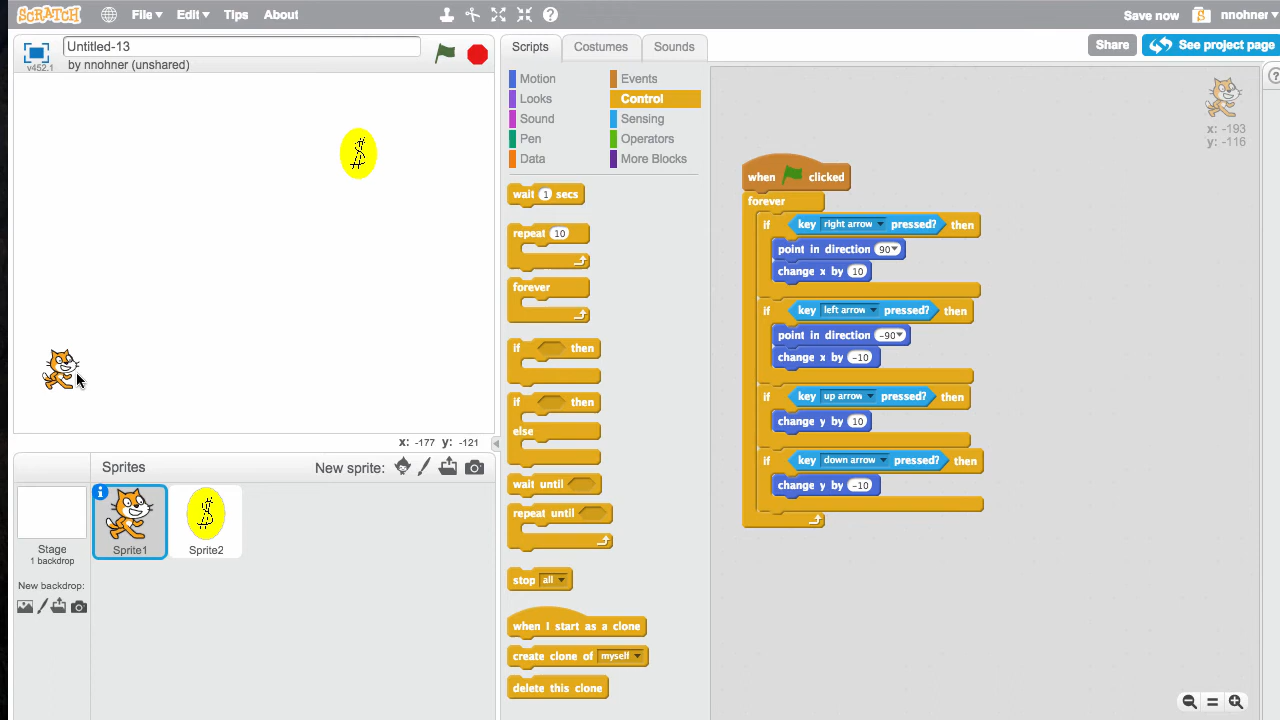 SCRATCH File Edit Tips About Save now nnohner
Untitled-13
by nnohner (unshared)
v452.1
Scripts Costumes Sounds
Share See project page
Motion Events
Looks Control
Sound Sensing
Pen Operators
Data More Blocks
x: -193
y: -116
$
wait 1 secs
repeat 10
forever
if then
if then
else
wait until
repeat until
stop all
when I start as a clone
create clone of myself
delete this clone
when clicked
forever
if key right arrow pressed? then
point in direction 90
change x by 10
if key left arrow pressed? then
point in direction -90
change x by -10
if key up arrow pressed? then
change y by 10
if key down arrow pressed? then
change y by -10
x: -177 y: -121
Sprites New sprite:
$
Stage
1 backdrop
Sprite1 Sprite2
New backdrop: